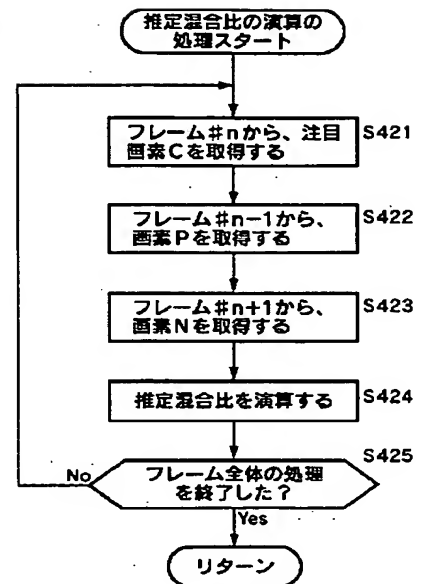 推定混合比の演算の
処理スタート
フレーム#nから、注目
画素Cを取得する
S421
フレーム#n-1から、
画素Pを取得する
S422
フレーム#n+1から、
画素Nを取得する
S423
推定混合比を演算する
S424
S425
フレーム全体の処理
を終了した？
No
Yes
リターン